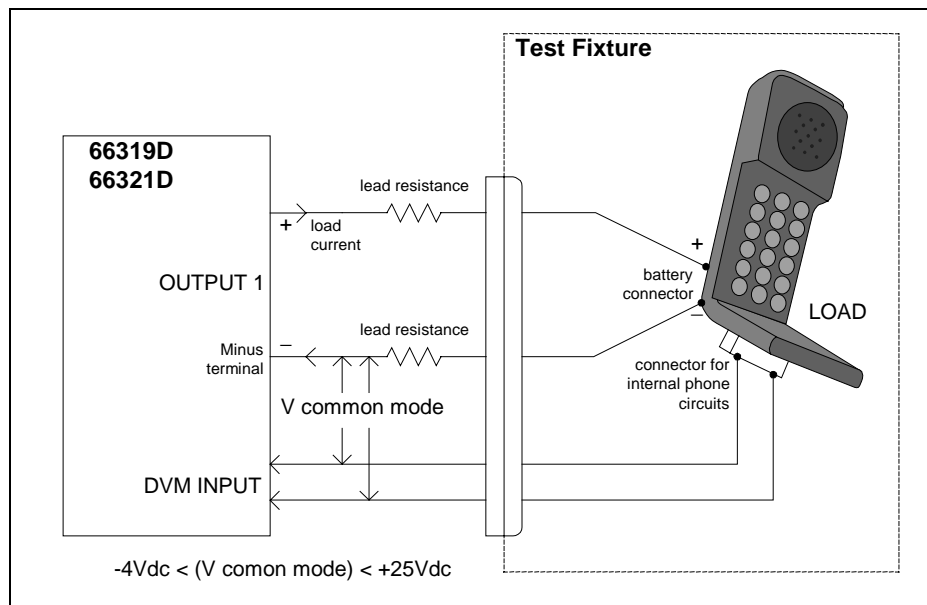 Test Fixture
66319D
66321D
lead resistance
+
load
current
+
OUTPUT 1
battery
connector
LOAD
lead resistance
–
–
Minus
terminal
connector for
internal phone
circuits
V common mode
DVM INPUT
-4Vdc < (V comon mode) < +25Vdc